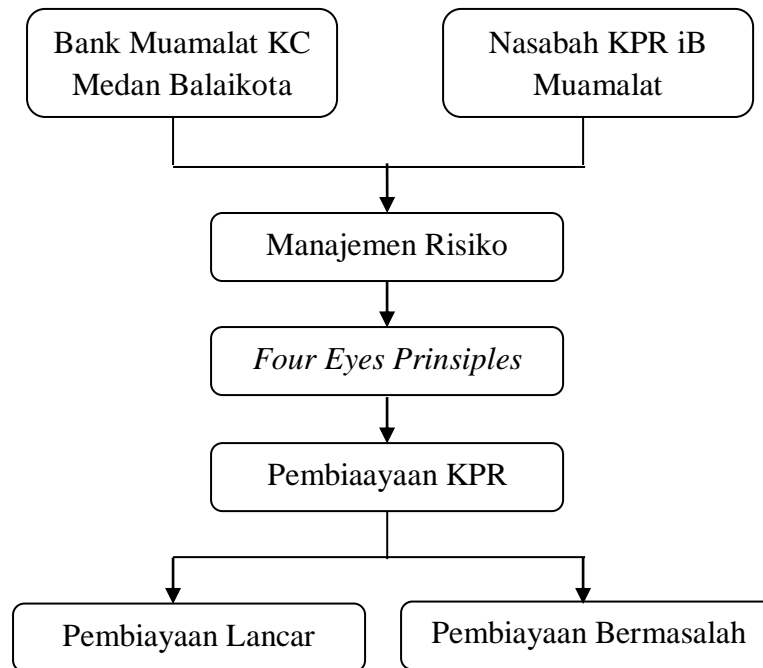 Bank Muamalat KC
Medan Balaikota
Nasabah KPR iB
Muamalat
Manajemen Risiko
Four Eyes Prinsiples
Pembiaayaan KPR
Pembiayaan Lancar
Pembiayaan Bermasalah